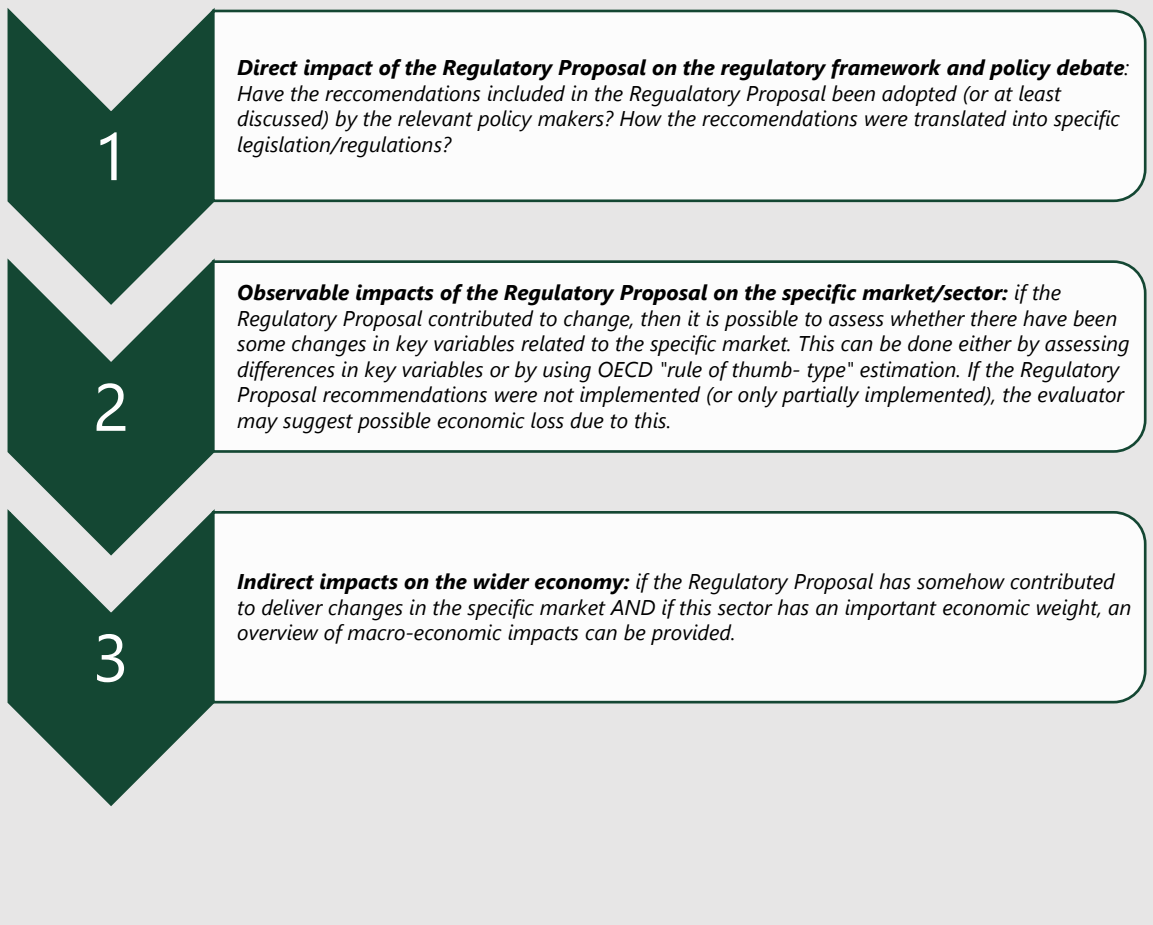 1
Direct impact of the Regulatory Proposal on the regulatory framework and policy debate:
Have the reccomendations included in the Regualatory Proposal been adopted (or at least
discussed) by the relevant policy makers? How the reccomendations were translated into specific
legislation/regulations?
2
Observable impacts of the Regulatory Proposal on the specific market/sector: if the
Regulatory Proposal contributed to change, then it is possible to assess whether there have been
some changes in key variables related to the specific market. This can be done either by assessing
differences in key variables or by using OECD "rule of thumb- type" estimation. If the Regulatory
Proposal recommendations were not implemented (or only partially implemented), the evaluator
may suggest possible economic loss due to this.
3
Indirect impacts on the wider economy: if the Regulatory Proposal has somehow contributed
to deliver changes in the specific market AND if this sector has an important economic weight, an
overview of macro-economic impacts can be provided.